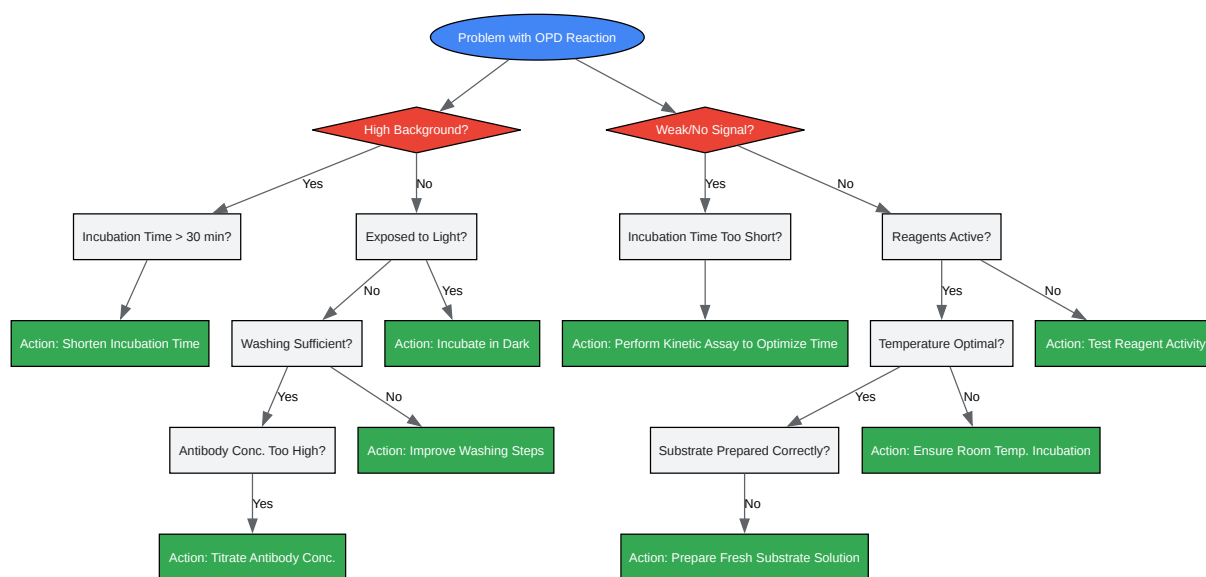 Problem with OPD Reaction
High Background?
Weak/No Signal?
Yes
No
Yes
No
Incubation Time > 30 min?
Exposed to Light?
Incubation Time Too Short?
Reagents Active?
No
Yes
Yes
No
Action: Shorten Incubation Time
Washing Sufficient?
Action: Incubate in Dark
Action: Perform Kinetic Assay to Optimize Time
Temperature Optimal?
Action: Test Reagent Activity
Yes
No
Yes
No
Antibody Conc. Too High?
Action: Improve Washing Steps
Substrate Prepared Correctly?
Action: Ensure Room Temp. Incubation
Yes
No
Action: Titrate Antibody Conc.
Action: Prepare Fresh Substrate Solution